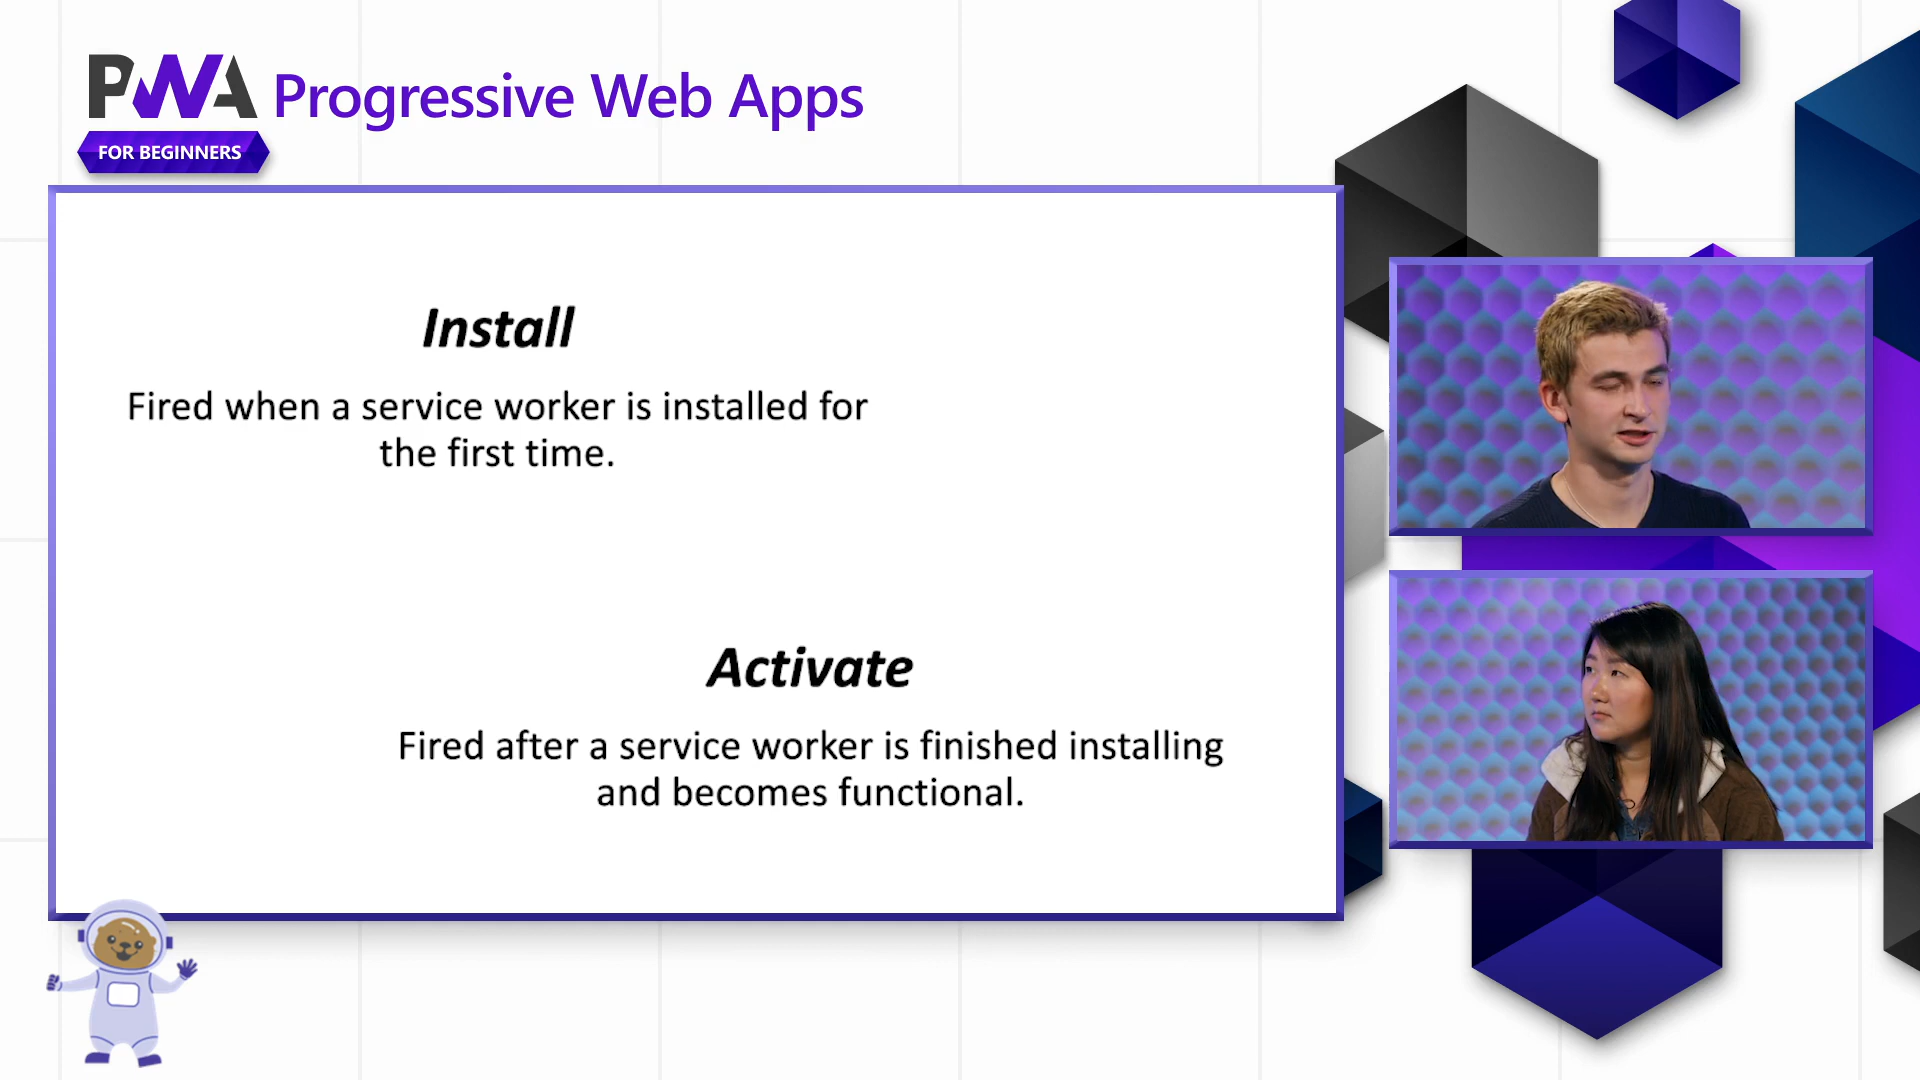 PWA Progressive Web Apps
FOR BEGINNERS
Install
Fired when a service worker is installed for
the first time.
Activate
Fired after a service worker is finished installing
and becomes functional.